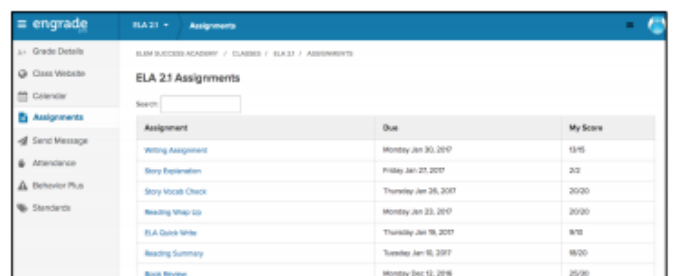 engrade
ELA 2.1 Assignments
Grade Details
ELEM SUCCESS ACADEMY / CLASSES / ELA 2.1 / ASSIGNMENTS
Class Website
ELA 2.1 Assignments
Calendar
Search:
Assignments
Assignment Due My Score
Send Message
Writing Assignment Monday Jan 30, 2017 13/15
Attendance
Story Explanation Friday Jan 27, 2017 2/2
Behavior Plus
Story Vocab Check Thursday Jan 26, 2017 20/20
Standards
Reading Wrap Up Monday Jan 23, 2017 20/20
ELA Quick Write Thursday Jan 19, 2017 9/10
Reading Summary Tuesday Jan 10, 2017 18/20
Book Review Monday Dec 12, 2016 25/30